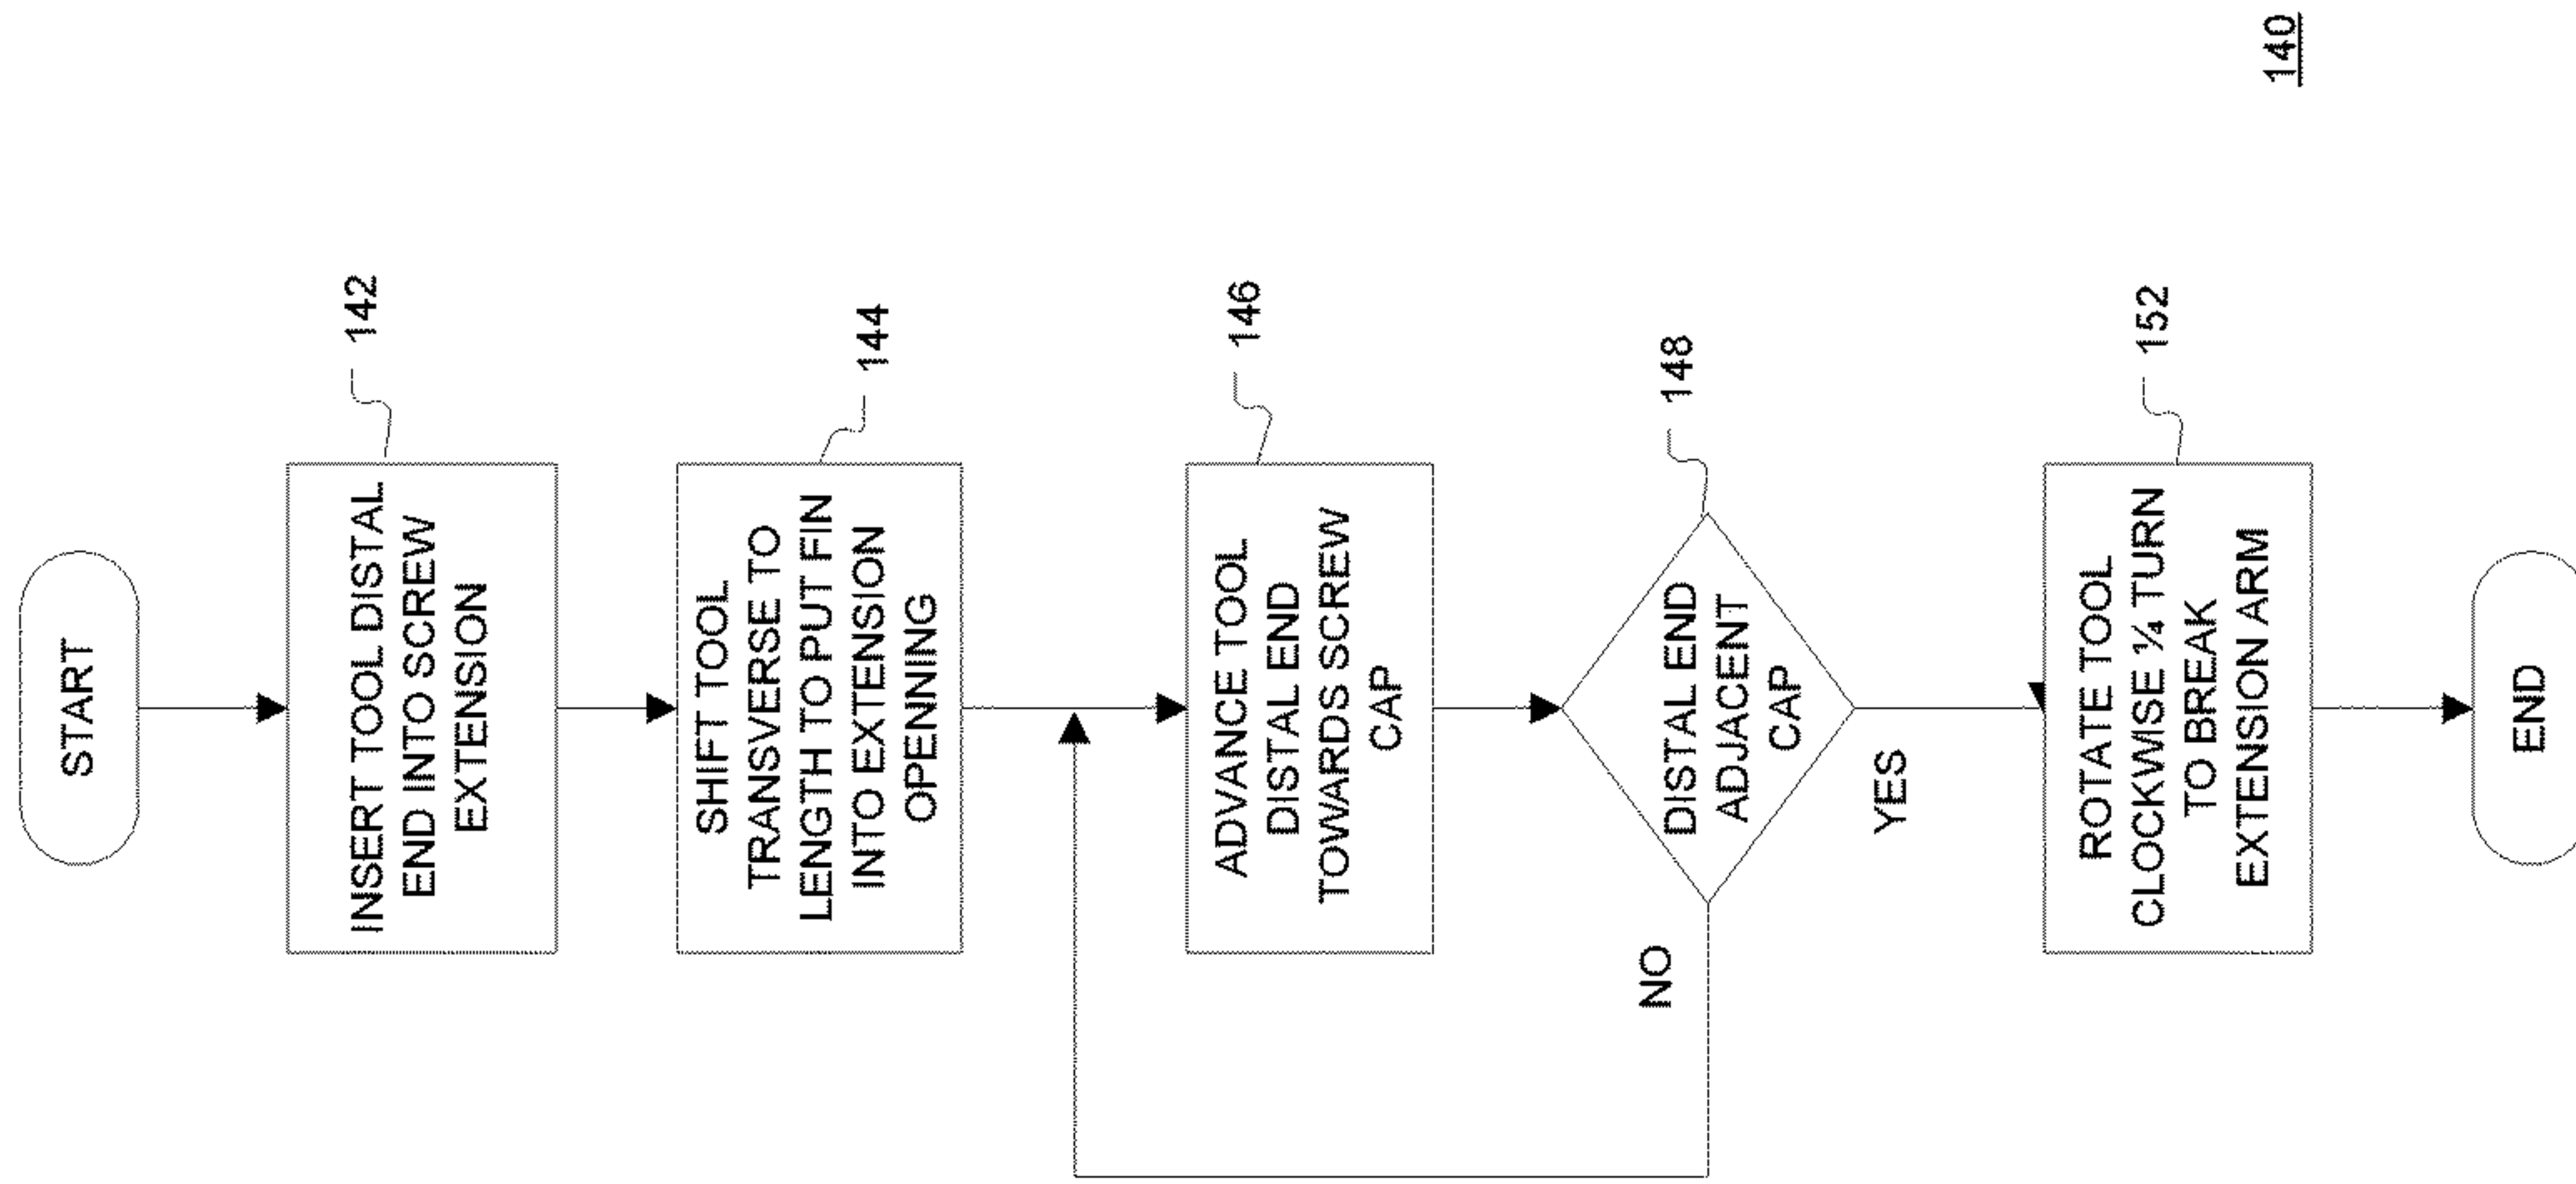 START
INSERT TOOL DISTAL
END INTO SCREW
EXTENSION
142
SHIFT TOOL
TRANSVERSE TO
LENGTH TO PUT FIN
INTO EXTENSION
OPENNING
144
ADVANCE TOOL
DISTAL END
TOWARDS SCREW
CAP
146
DISTAL END
ADJACENT
CAP
148
NO
YES
ROTATE TOOL
CLOCKWISE ¼ TURN
TO BREAK
EXTENSION ARM
152
END
140